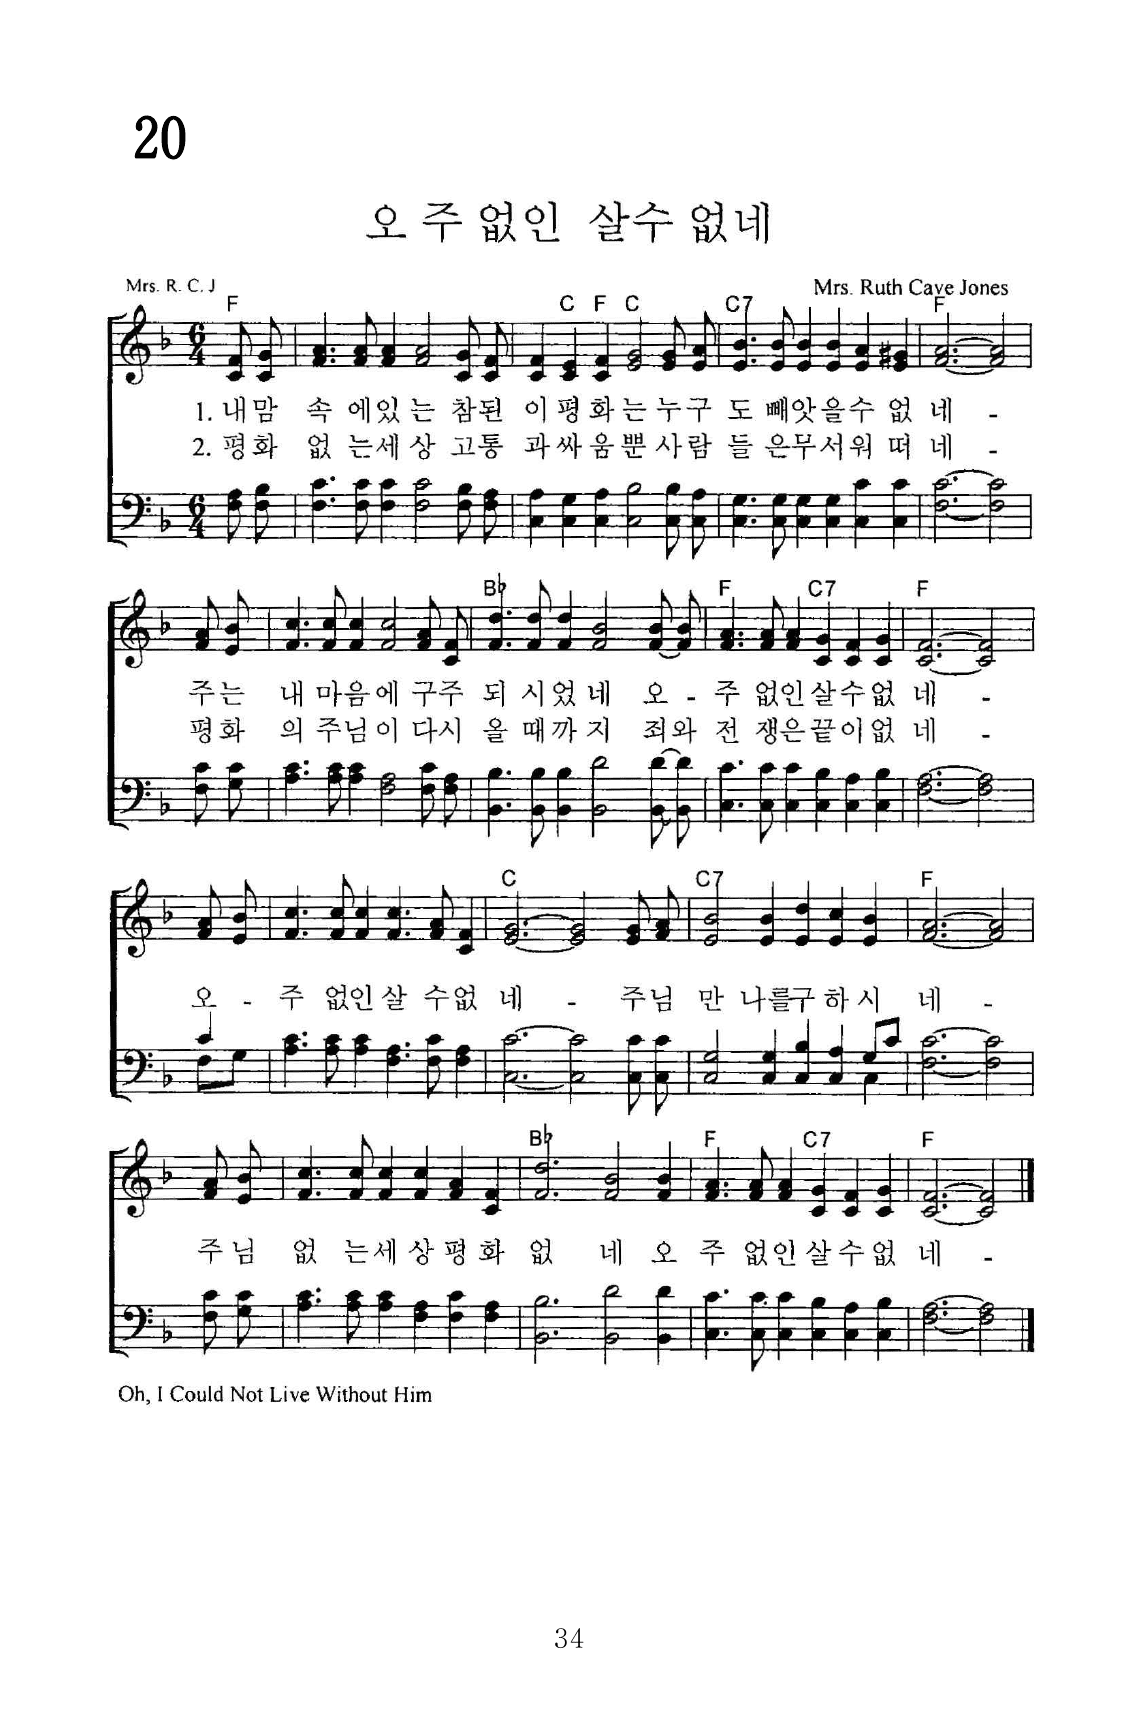 20
오 주 없인 살수 없네
Mrs. R. C. J
Mrs. Ruth Caye Jones
F C F C C7 F
1. 내맘 속 에있 는 참된 이 평 화 는 누 구 도 빼앗을수 없 네 -
2. 평화 없 는세 상 고통 과 싸 움 뿐 사 람 들 은무서워 떠 네 -
B♭ F C7 F
주는 내 마음에 구주 되 시었 네 오 - 주 없인살수없 네 -
평화 의 주님이 다시 올 때까 지 죄와 전 쟁은끝이없 네 -
C C7 F
오 - 주 없인 살 수없 네 - 주님 만 나를구 하 시 네 -
B♭ F C7 F
주 님 없 는세 상 평 화 없 네 오 주 없인 살 수 없 네 -
Oh, I Could Not Live Without Him
34